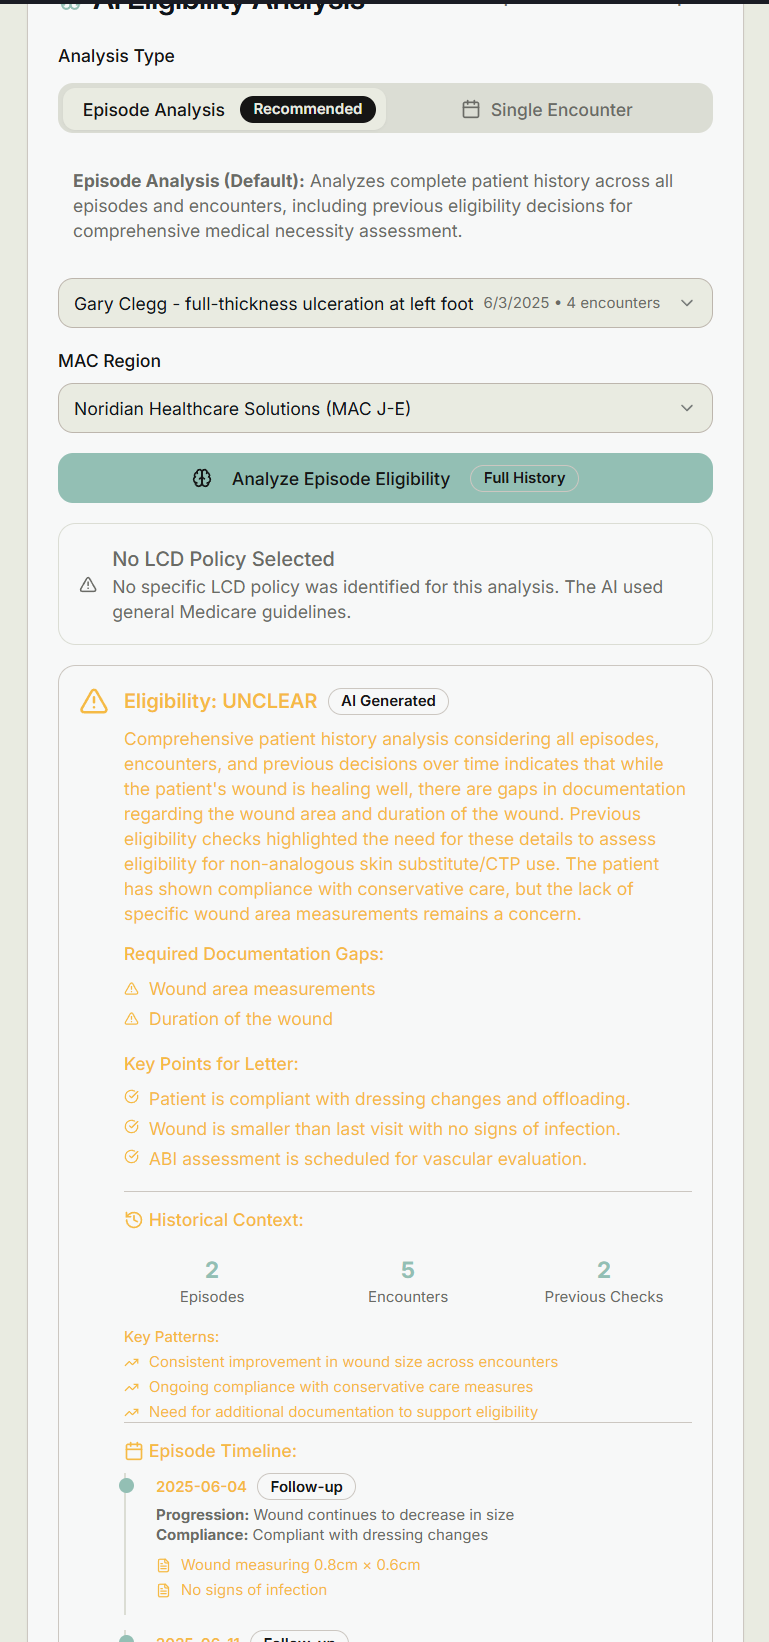 AI Eligibility Analysis
Analysis Type
Episode Analysis Recommended Single Encounter
Episode Analysis (Default): Analyzes complete patient history across all
episodes and encounters, including previous eligibility decisions for
comprehensive medical necessity assessment.
Gary Clegg - full-thickness ulceration at left foot 6/3/2025 • 4 encounters
MAC Region
Noridian Healthcare Solutions (MAC J-E)
Analyze Episode Eligibility Full History
No LCD Policy Selected
No specific LCD policy was identified for this analysis. The AI used
general Medicare guidelines.
Eligibility: UNCLEAR AI Generated
Comprehensive patient history analysis considering all episodes,
encounters, and previous decisions over time indicates that while
the patient's wound is healing well, there are gaps in documentation
regarding the wound area and duration of the wound. Previous
eligibility checks highlighted the need for these details to assess
eligibility for non-analogous skin substitute/CTP use. The patient
has shown compliance with conservative care, but the lack of
specific wound area measurements remains a concern.
Required Documentation Gaps:
Wound area measurements
Duration of the wound
Key Points for Letter:
Patient is compliant with dressing changes and offloading.
Wound is smaller than last visit with no signs of infection.
ABI assessment is scheduled for vascular evaluation.
Historical Context:
2 5 2
Episodes Encounters Previous Checks
Key Patterns:
Consistent improvement in wound size across encounters
Ongoing compliance with conservative care measures
Need for additional documentation to support eligibility
Episode Timeline:
2025-06-04 Follow-up
Progression: Wound continues to decrease in size
Compliance: Compliant with dressing changes
Wound measuring 0.8cm × 0.6cm
No signs of infection
2025-06-11 Follow-up